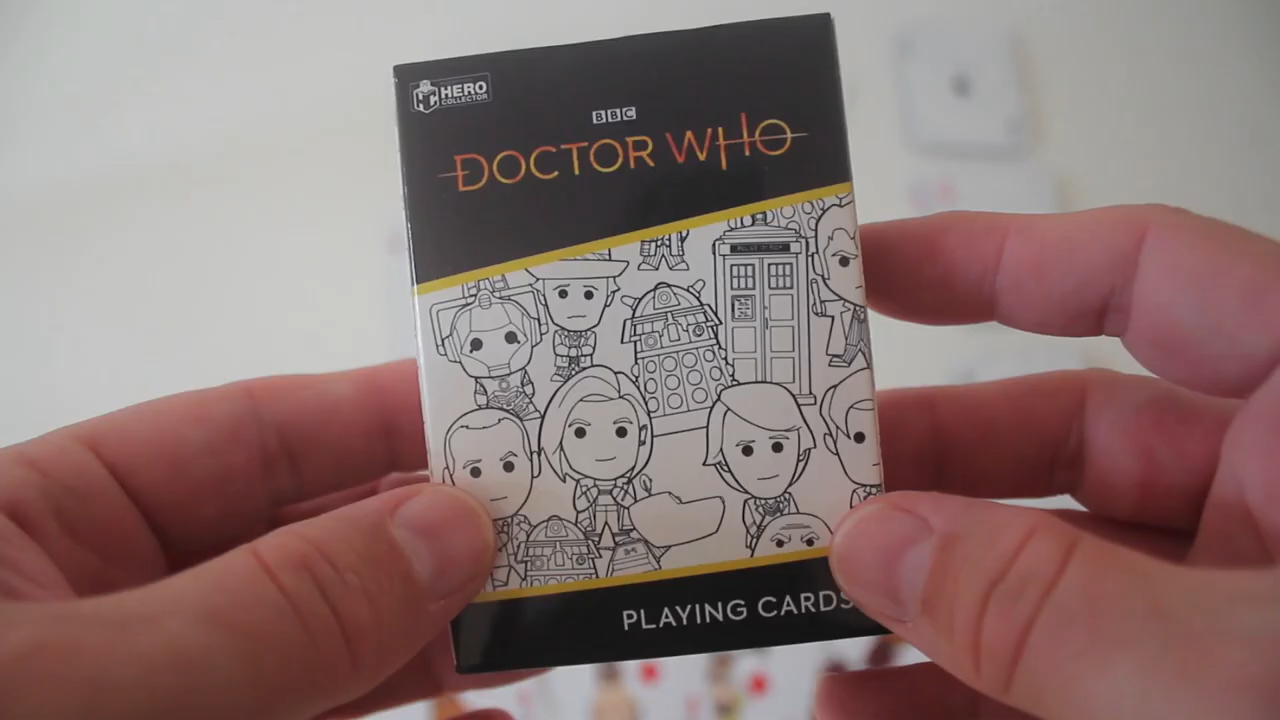 HERO
COLLECTOR
BBC
DOCTOR WHO
POLICE BOX
PLAYING CARDS